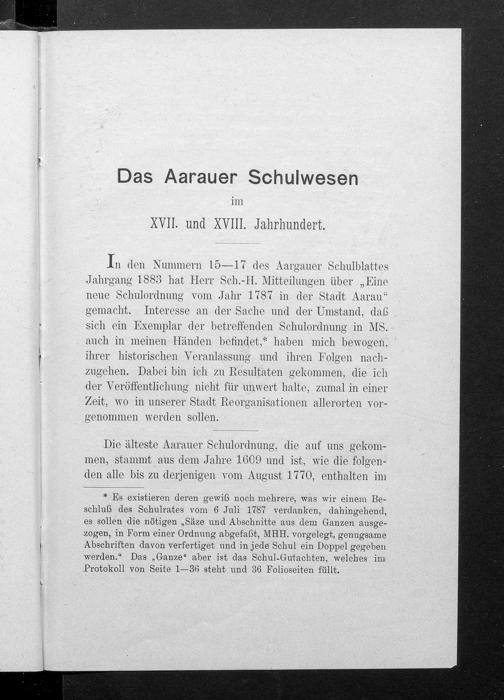 Das Aarauer Schulwesen
im
XVII. und XVIII. Jahrhundert.
In den Nummern 15—17 des Aargauer Schulblattes
Jahrgang 1883 hat Herr Sch.-H. Mitteilungen über „Eine
neue Schulordnung vom Jahr 1787 in der Stadt Aarau“
gemacht. Interesse an der Sache und der Umstand, daß
sich ein Exemplar der betreffenden Schulordnung in MS.
auch in meinen Händen befindet,* haben mich bewogen,
ihrer historischen Veranlassung und ihren Folgen nach-
zugehen. Dabei bin ich zu Resultaten gekommen, die ich
der Veröffentlichung nicht für unwert halte, zumal in einer
Zeit, wo in unserer Stadt Reorganisationen allerorten vor-
genommen werden sollen.
Die älteste Aarauer Schulordnung, die auf uns gekom-
men, stammt aus dem Jahre 1609 und ist, wie die folgen-
den alle bis zu derjenigen vom August 1770, enthalten im
* Es existieren deren gewiß noch mehrere, was wir einem Be-
schluß des Schulrates vom 6 Juli 1787 verdanken, dahingehend,
es sollen die nötigen „Säze und Abschnitte aus dem Ganzen ausge-
zogen, in Form einer Ordnung abgefaßt, MHH. vorgelegt, genugsame
Abschriften davon verfertiget und in jede Schul ein Doppel gegeben
werden.“ Das „Ganze“ aber ist das Schul-Gutachten, welches im
Protokoll von Seite 1—36 steht und 36 Folioseiten füllt.